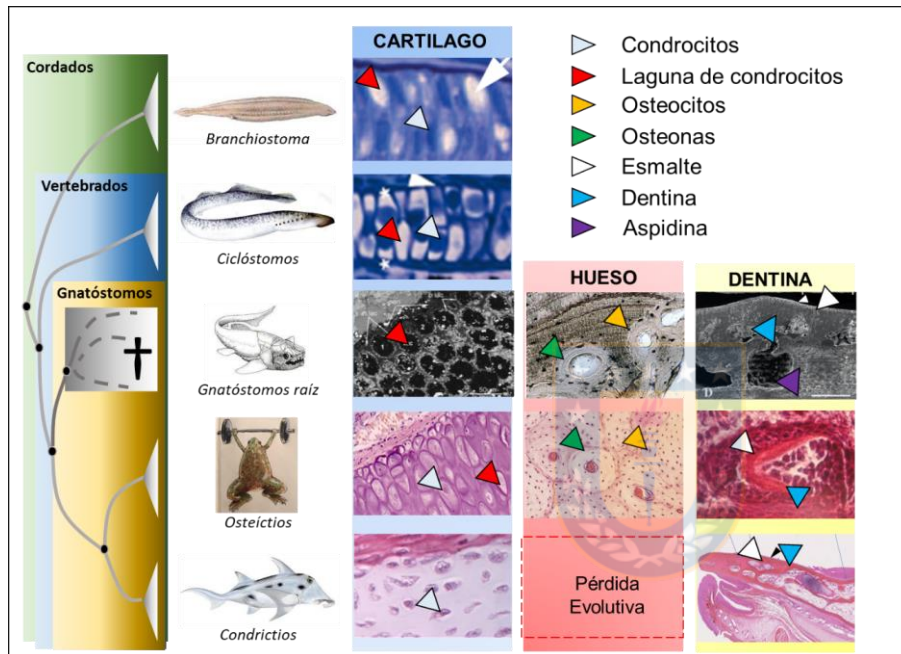 Cordados
Vertebrados
Gnatóstomos
Branchiostoma
Ciclóstomos
Gnatóstomos raíz
Osteíctios
Condrictios
CARTILAGO
HUESO
Pérdida
Evolutiva
DENTINA
D
Condrocitos
Laguna de condrocitos
Osteocitos
Osteonas
Esmalte
Dentina
Aspidina